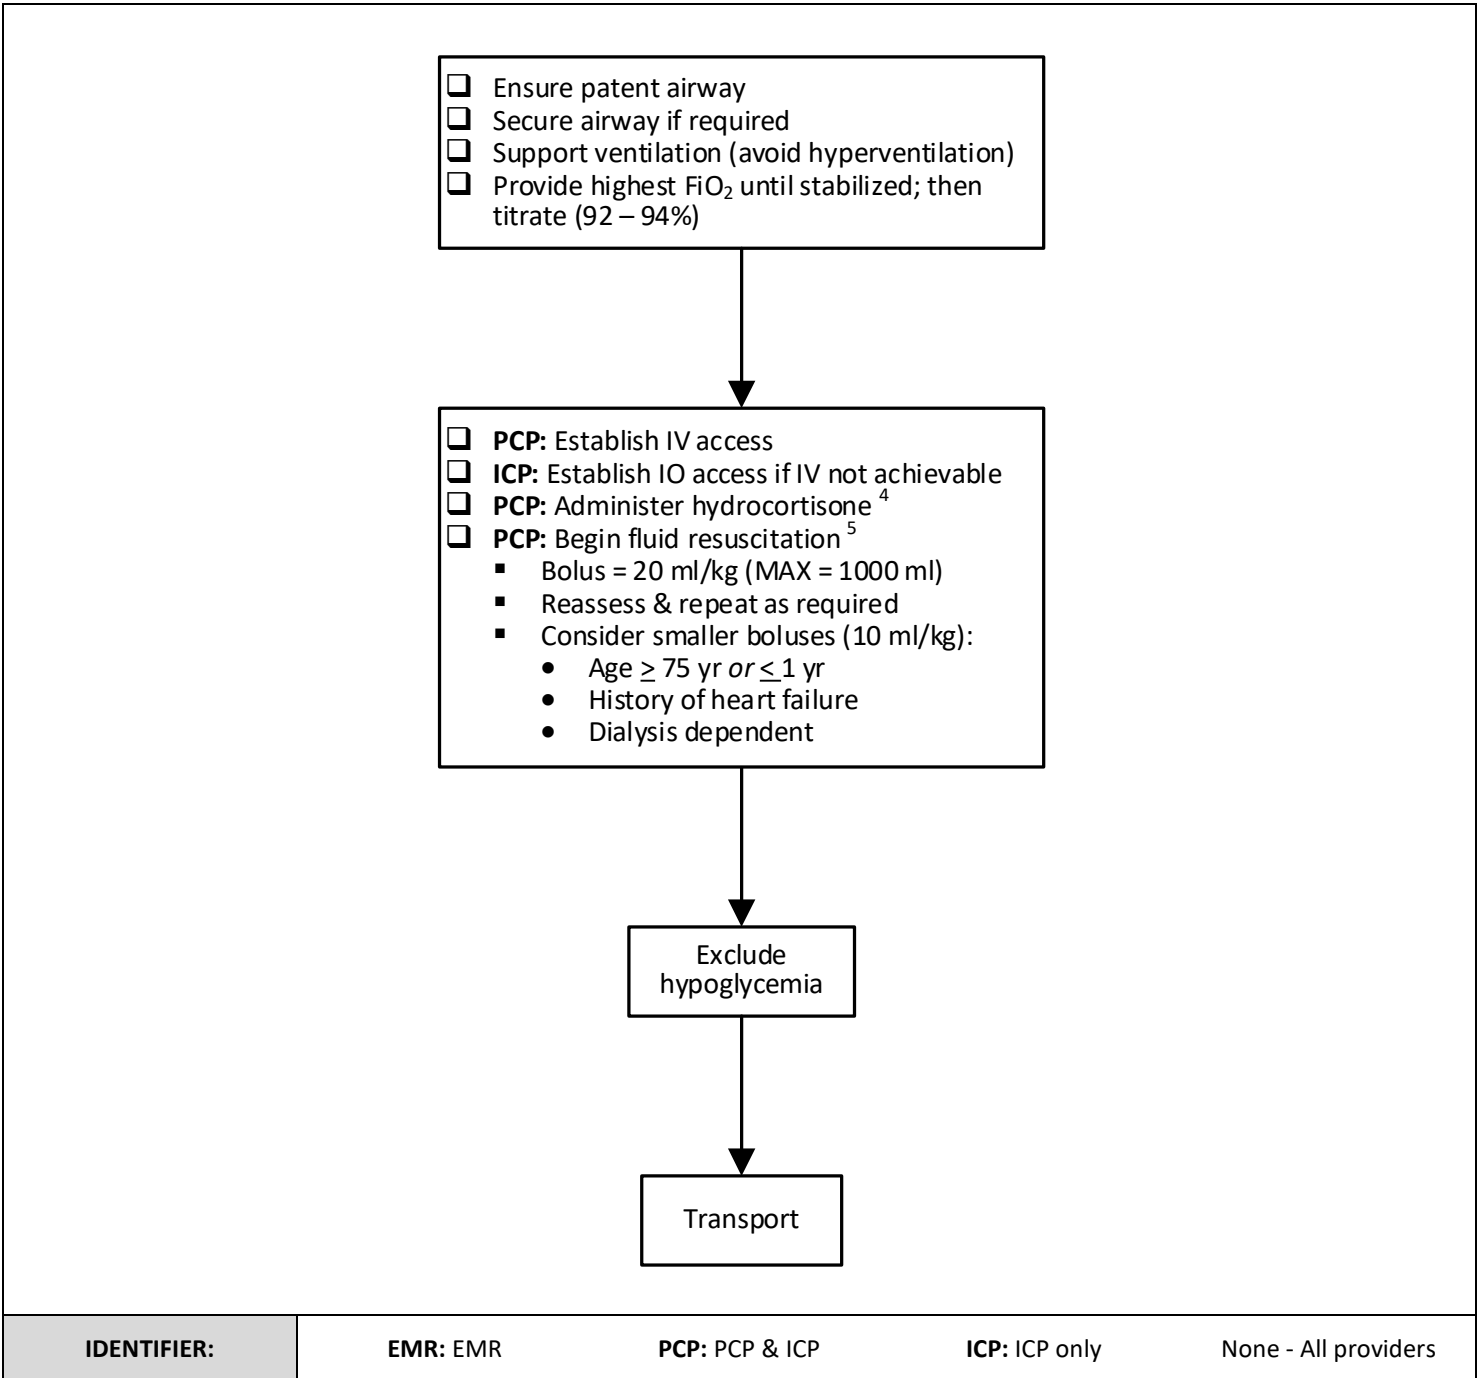 ❑ Ensure patent airway
❑ Secure airway if required
❑ Support ventilation (avoid hyperventilation)
❑ Provide highest FiO₂ until stabilized; then
titrate (92 – 94%)
❑ PCP: Establish IV access
❑ ICP: Establish IO access if IV not achievable
❑ PCP: Administer hydrocortisone ⁴
❑ PCP: Begin fluid resuscitation ⁵
▪ Bolus = 20 ml/kg (MAX = 1000 ml)
▪ Reassess & repeat as required
▪ Consider smaller boluses (10 ml/kg):
• Age ≥ 75 yr or ≤ 1 yr
• History of heart failure
• Dialysis dependent
Exclude
hypoglycemia
Transport
IDENTIFIER: EMR: EMR PCP: PCP & ICP ICP: ICP only None - All providers